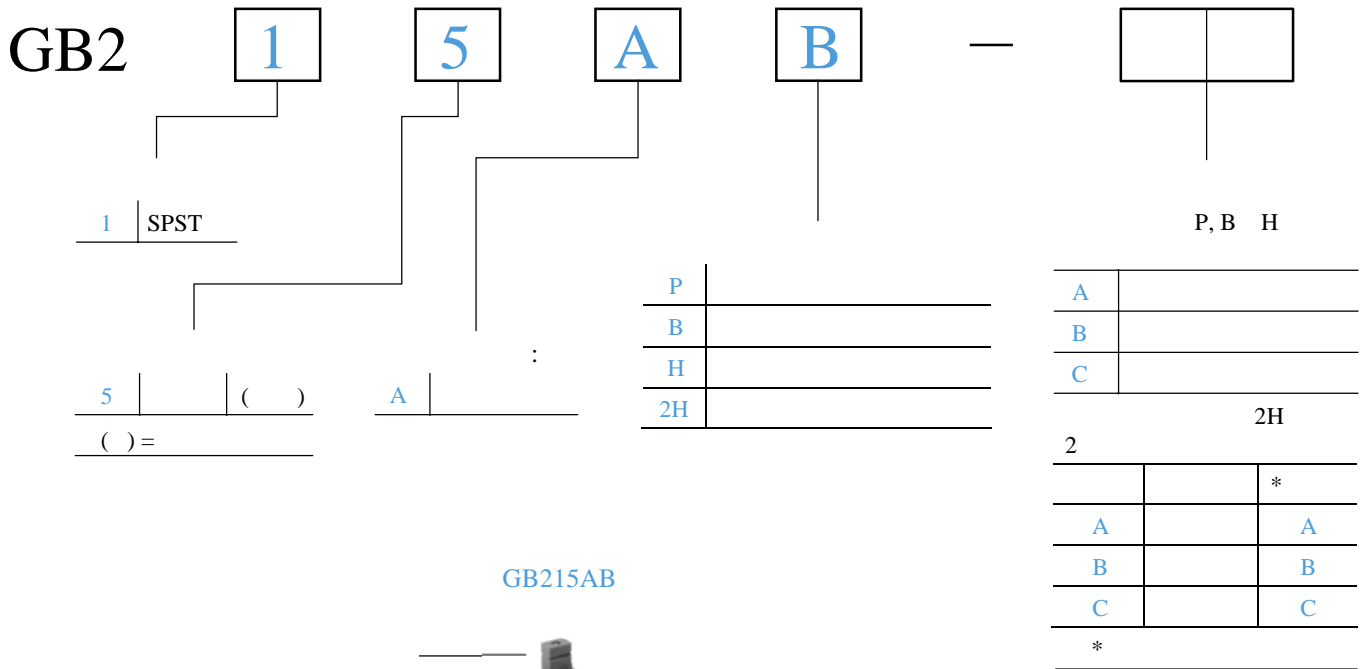 GB2 1 5 A B —
1 SPST
5 ( )
( ) =
:
A
P
B
H
2H
P, B H
A
B
C
2H
2
*
A A
B B
C C
*
GB215AB